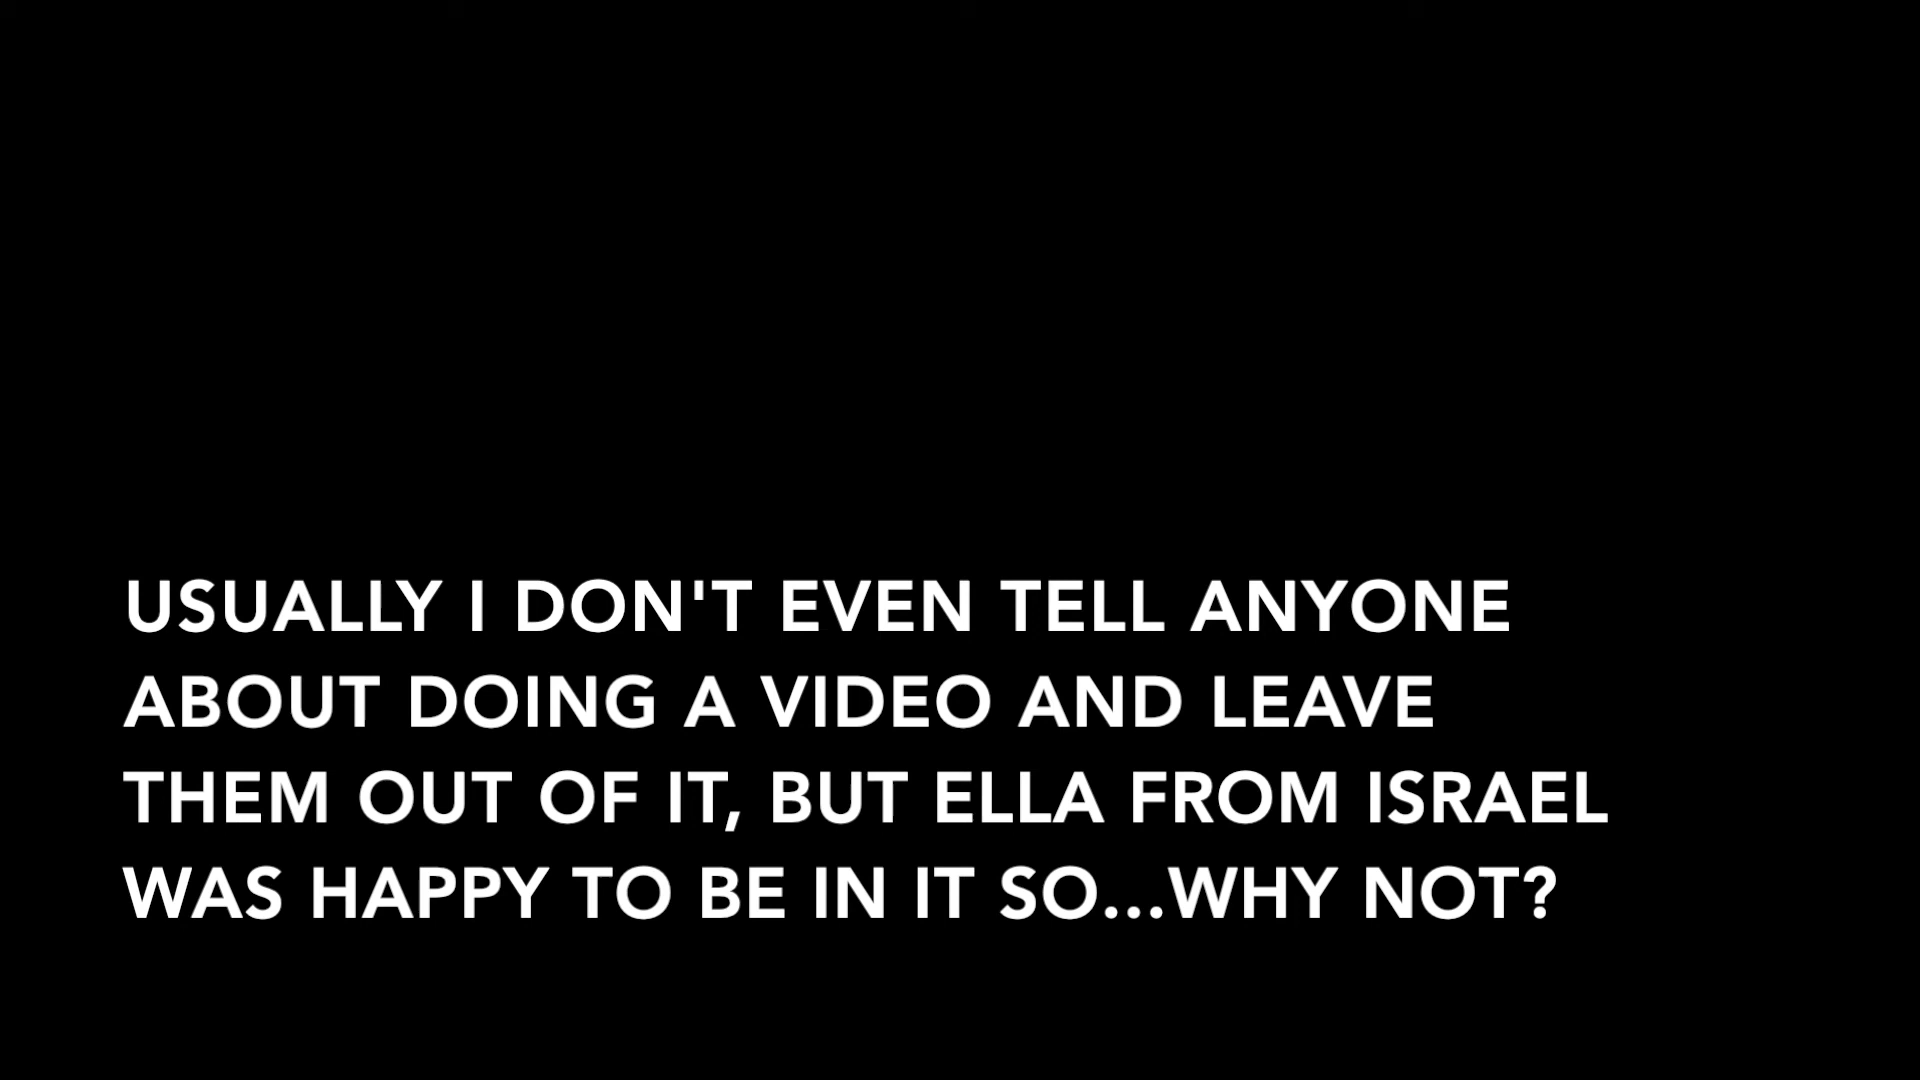 USUALLY I DON'T EVEN TELL ANYONE
ABOUT DOING A VIDEO AND LEAVE
THEM OUT OF IT, BUT ELLA FROM ISRAEL
WAS HAPPY TO BE IN IT SO...WHY NOT?